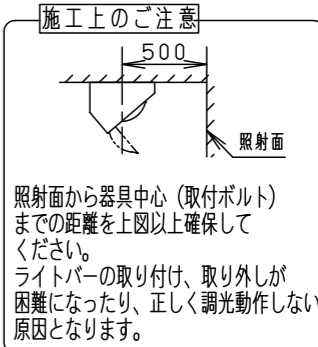 施工上のご注意
500
照射面
照射面から器具中心（取付ボルト）
までの距離を上図以上確保して
ください。
ライトバーの取り付け、取り外しが
困難になったり、正しく調光動作しない
原因となります。